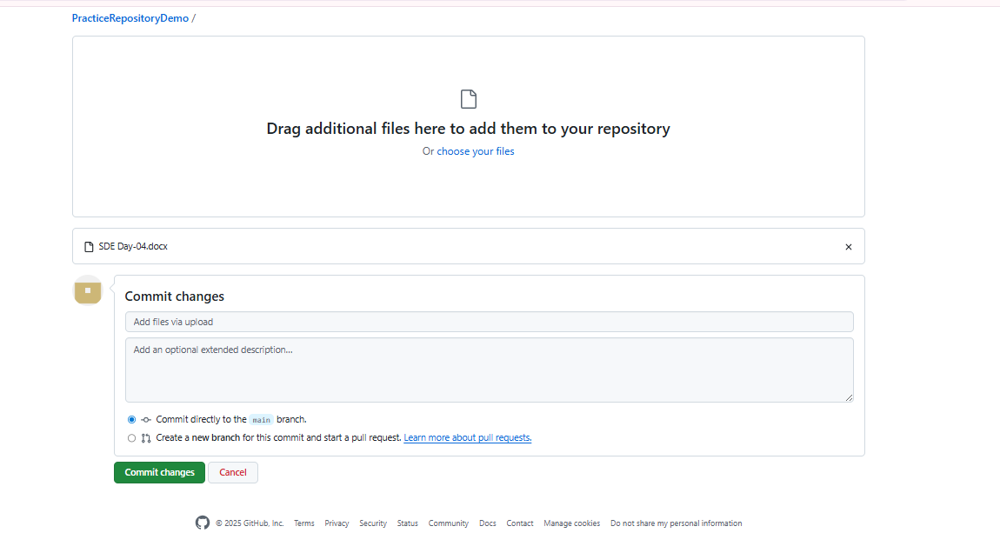 PracticeRepositoryDemo /
Drag additional files here to add them to your repository
Or choose your files
SDE Day-04.docx
Commit changes
Add files via upload
Add an optional extended description...
Commit directly to the main branch.
Create a new branch for this commit and start a pull request. Learn more about pull requests.
Commit changes Cancel
© 2025 GitHub, Inc. Terms Privacy Security Status Community Docs Contact Manage cookies Do not share my personal information